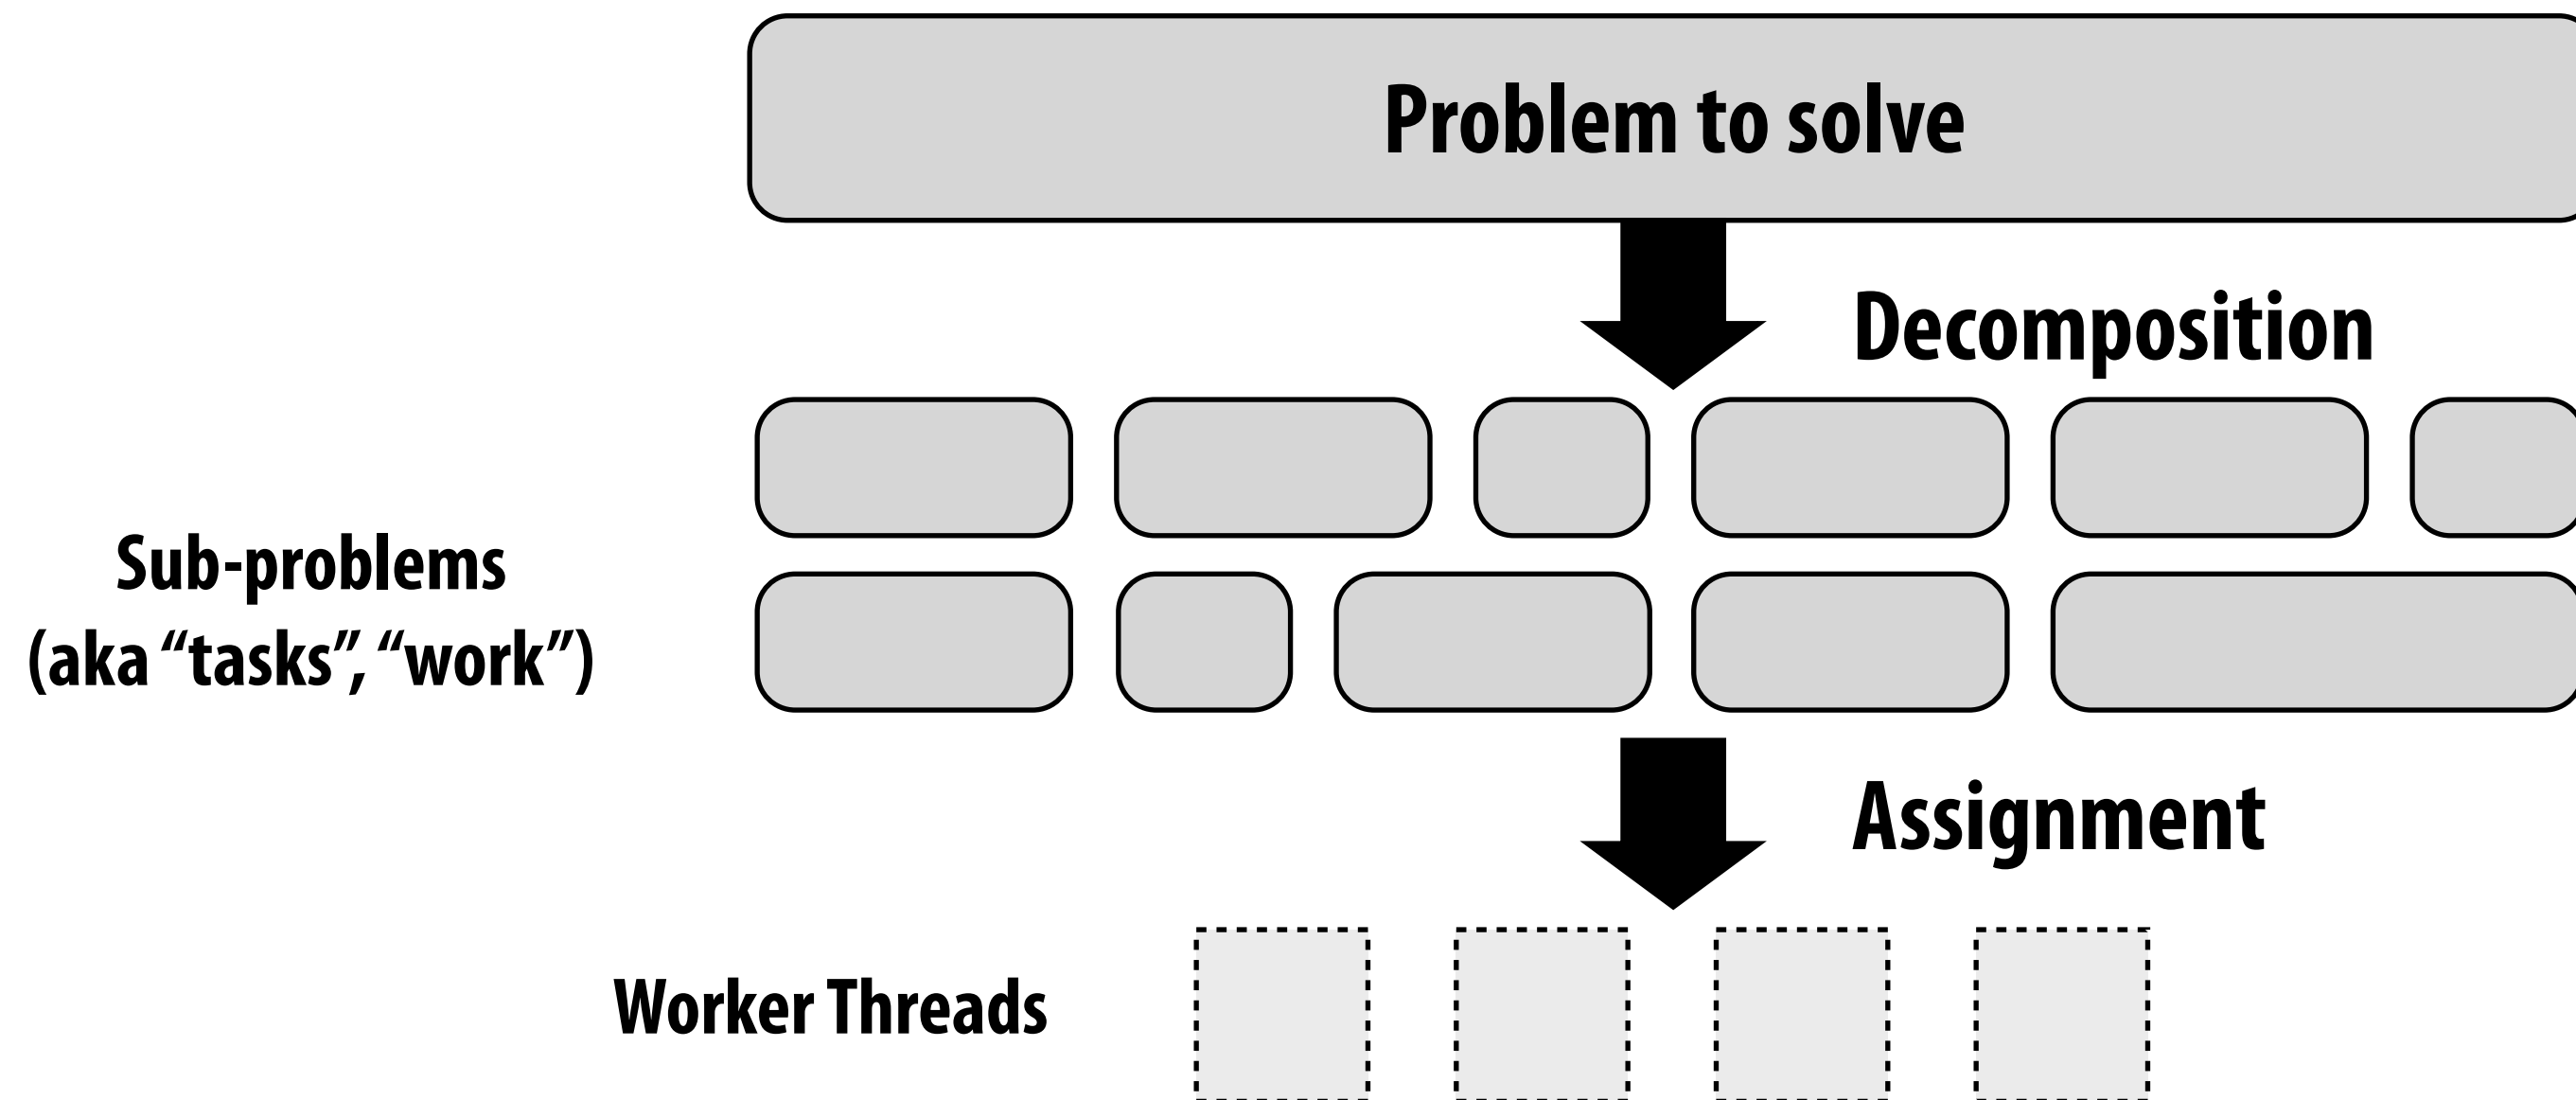 Problem to solve
Decomposition
Sub-problems
(aka “tasks”, “work”)
Assignment
Worker Threads